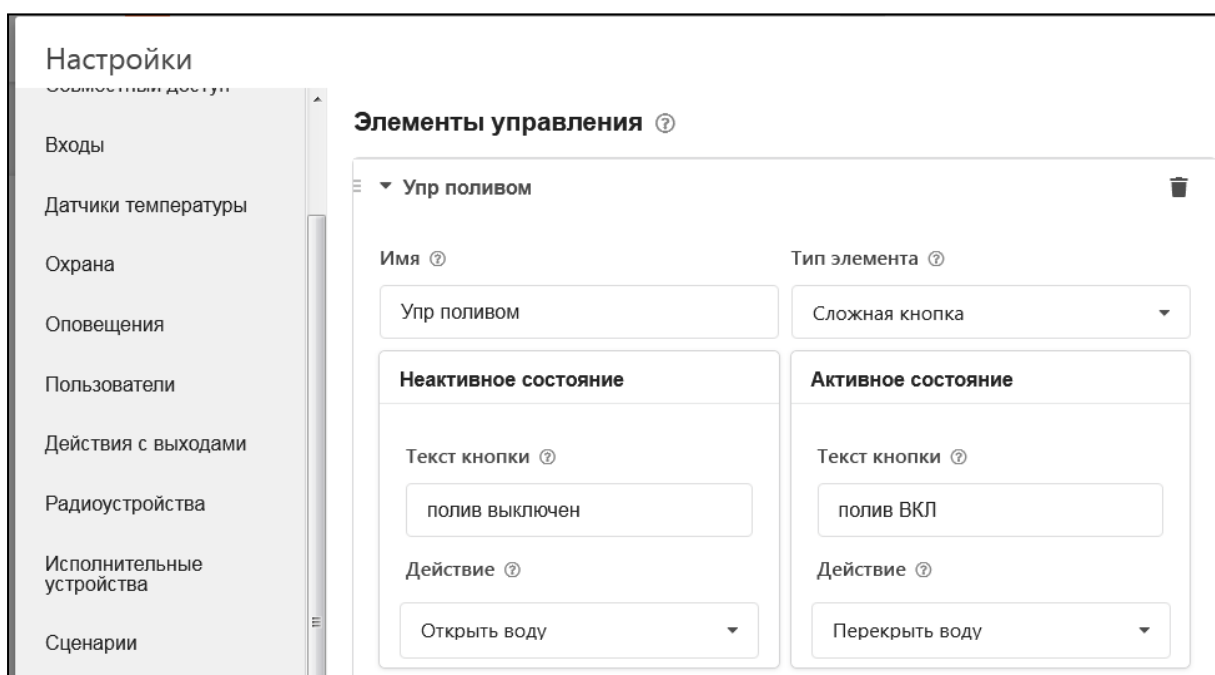 Настройки
Совместный доступ
Входы
Датчики температуры
Охрана
Оповещения
Пользователи
Действия с выходами
Радиоустройства
Исполнительные
устройства
Сценарии
Элементы управления
Упр поливом
Имя
Тип элемента
Упр поливом
Сложная кнопка
Неактивное состояние
Активное состояние
Текст кнопки
Текст кнопки
полив выключен
полив ВКЛ
Действие
Действие
Открыть воду
Перекрыть воду